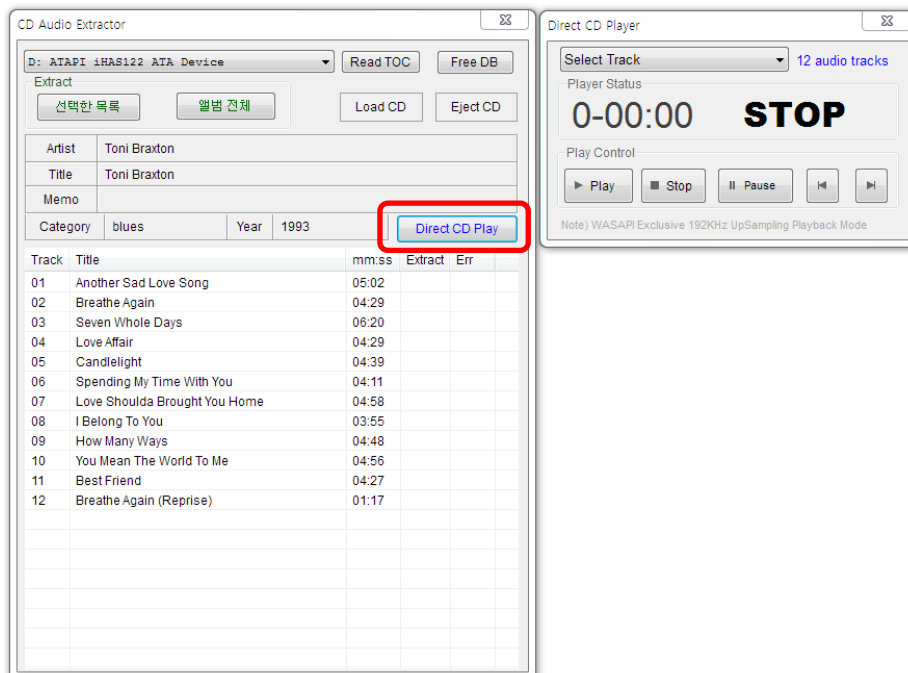 CD Audio Extractor
D: ATAPI iHAS122 ATA Device
Read TOC
Free DB
Extract
선택한 목록
앨범 전체
Load CD
Eject CD
Artist Toni Braxton
Title Toni Braxton
Memo
Category blues Year 1993
Direct CD Play
Track Title mm:ss Extract Err
01 Another Sad Love Song 05:02
02 Breathe Again 04:29
03 Seven Whole Days 06:20
04 Love Affair 04:29
05 Candlelight 04:39
06 Spending My Time With You 04:11
07 Love Shoulda Brought You Home 04:58
08 I Belong To You 03:55
09 How Many Ways 04:48
10 You Mean The World To Me 04:56
11 Best Friend 04:27
12 Breathe Again (Reprise) 01:17
Direct CD Player
Select Track 12 audio tracks
Player Status
0-00:00 STOP
Play Control
Play Stop Pause
Note) WASAPI Exclusive 192KHz UpSampling Playback Mode